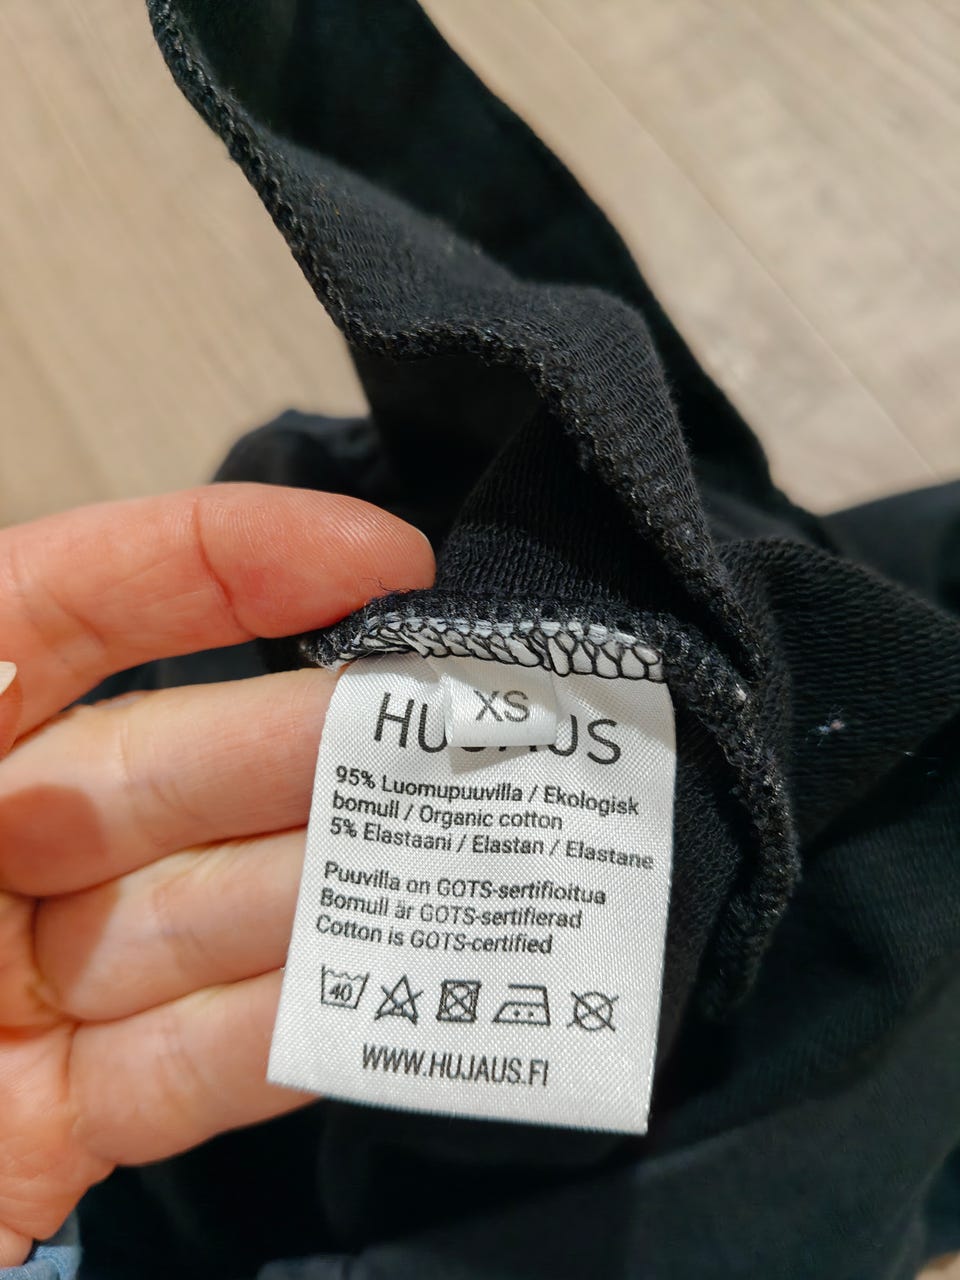 XS
HUJAUS
95% Luomupuuvilla / Ekologisk
bomull / Organic cotton
5% Elastaani / Elastan / Elastane
Puuvilla on GOTS-sertifioitua
Bomull är GOTS-sertifierad
Cotton is GOTS-certified
40
WWW.HUJAUS.FI